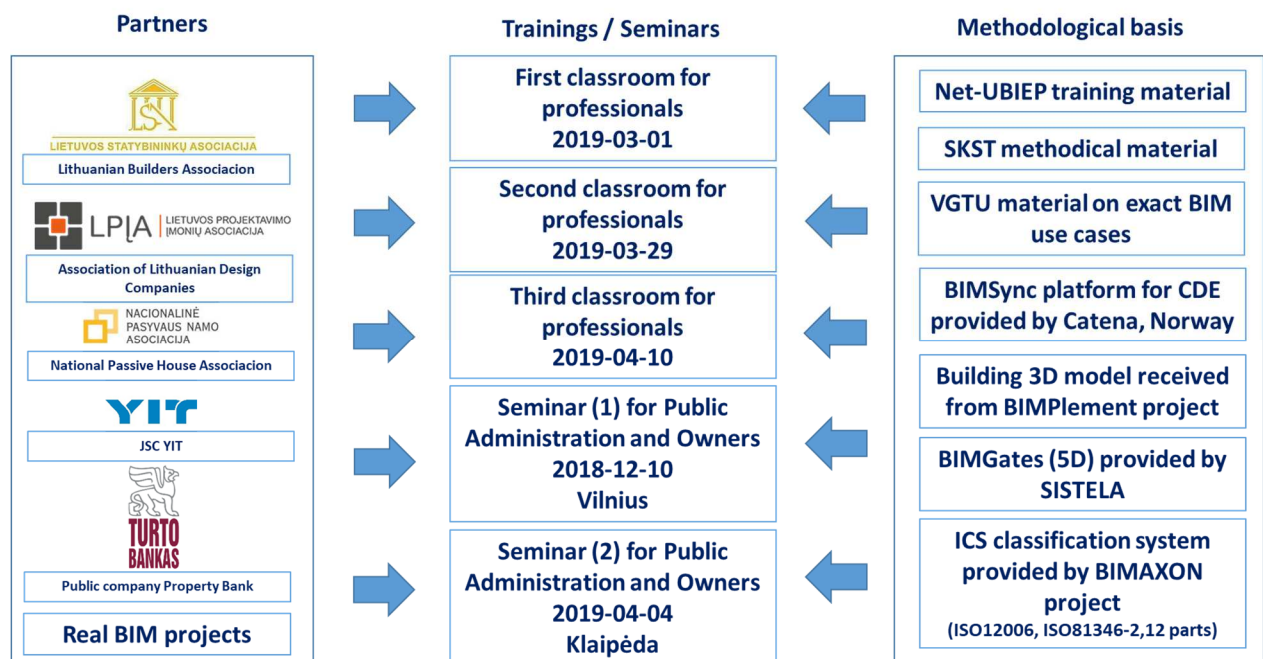 Partners
LSA
LIETUVOS STATYBININKŲ ASOCIACIJA
Lithuanian Builders Associacion
LPĮA
LIETUVOS PROJEKTAVIMO
ĮMONIŲ ASOCIACIJA
Association of Lithuanian Design
Companies
NACIONALINĖ
PASYVAUS NAMO
ASOCIACIJA
National Passive House Associacion
YIT
JSC YIT
TURTO
BANKAS
Public company Property Bank
Real BIM projects
Trainings / Seminars
First classroom for
professionals
2019-03-01
Second classroom for
professionals
2019-03-29
Third classroom for
professionals
2019-04-10
Seminar (1) for Public
Administration and Owners
2018-12-10
Vilnius
Seminar (2) for Public
Administration and Owners
2019-04-04
Klaipėda
Methodological basis
Net-UBIEP training material
SKST methodical material
VGTU material on exact BIM
use cases
BIMSync platform for CDE
provided by Catena, Norway
Building 3D model received
from BIMPlement project
BIMGates (5D) provided by
SISTELA
ICS classification system
provided by BIMAXON
project
(ISO12006, ISO81346-2,12 parts)